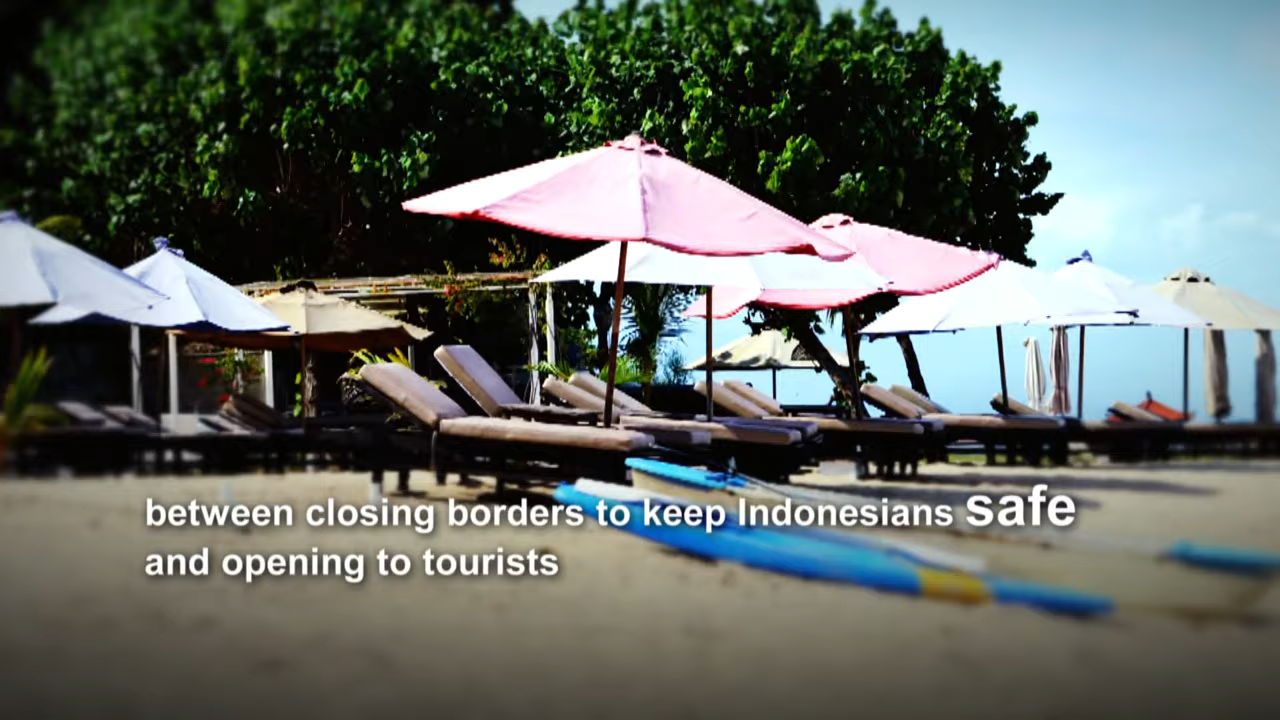 between closing borders to keep Indonesians safe
and opening to tourists